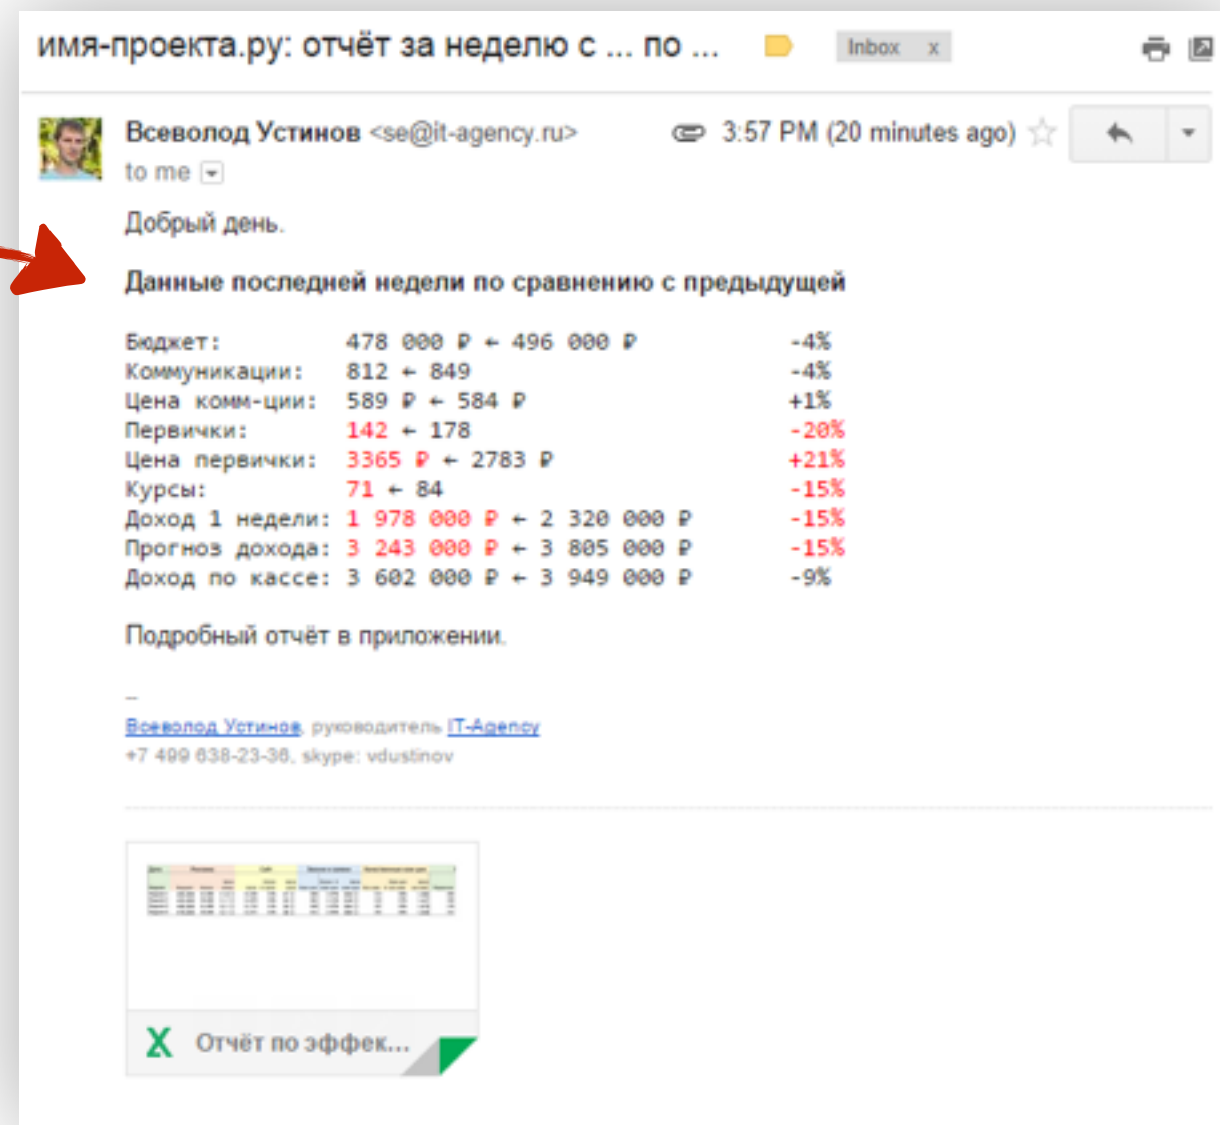 имя-проекта.ру: отчёт за неделю с ... по ... Inbox x
Всеволод Устинов <se@it-agency.ru> 3:57 PM (20 minutes ago)
to me
Добрый день.
Данные последней недели по сравнению с предыдущей
Бюджет: 478 000 ₽ ← 496 000 ₽ -4%
Коммуникации: 812 ← 849 -4%
Цена комм-ции: 589 ₽ ← 584 ₽ +1%
Первички: 142 ← 178 -20%
Цена первички: 3365 ₽ ← 2783 ₽ +21%
Курсы: 71 ← 84 -15%
Доход 1 недели: 1 978 000 ₽ ← 2 320 000 ₽ -15%
Прогноз дохода: 3 243 000 ₽ ← 3 805 000 ₽ -15%
Доход по кассе: 3 602 000 ₽ ← 3 949 000 ₽ -9%
Подробный отчёт в приложении.
--
Всеволод Устинов, руководитель IT-Agency
+7 499 638-23-36, skype: vdustinov
Отчёт по эффек...